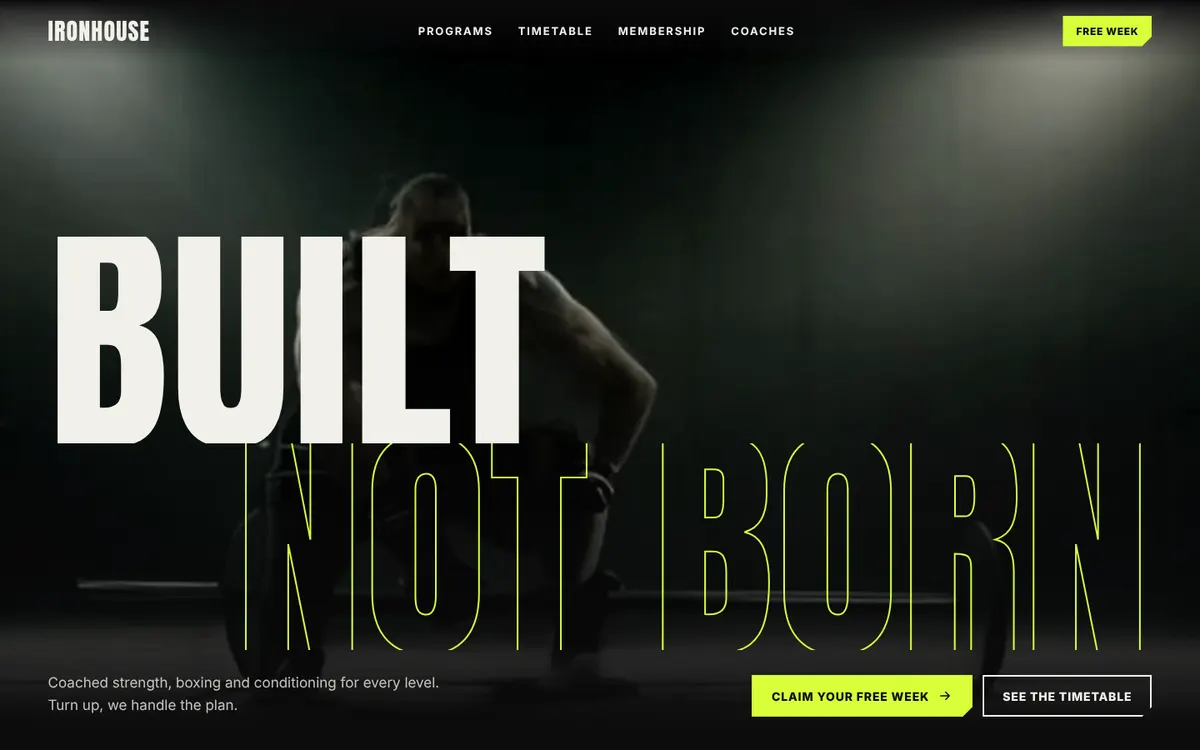 IRONHOUSE
PROGRAMS TIMETABLE MEMBERSHIP COACHES
FREE WEEK
BUILT
NOT BORN
Coached strength, boxing and conditioning for every level.
Turn up, we handle the plan.
CLAIM YOUR FREE WEEK →
SEE THE TIMETABLE